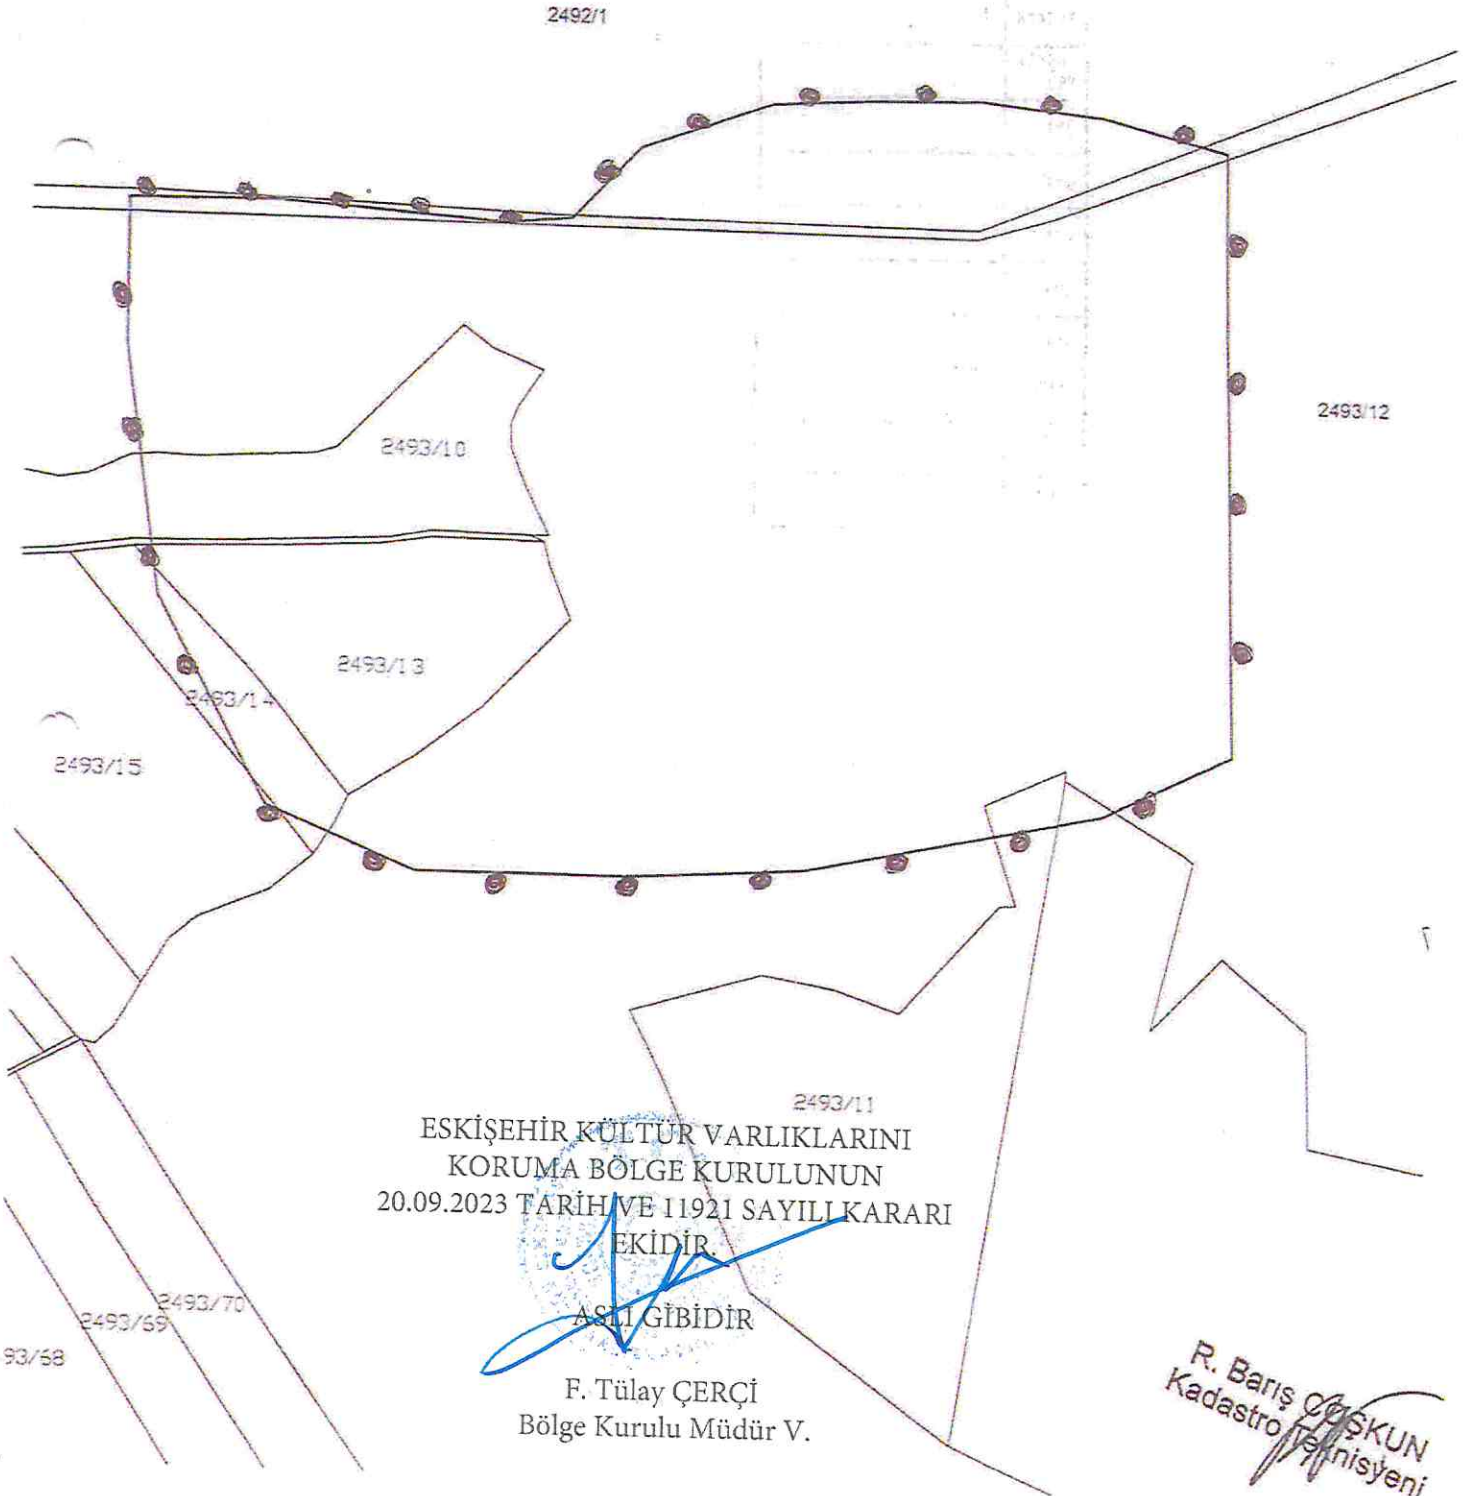 2492/1
2493/12
2493/10
2493/13
2493/14
2493/15
2493/11
ESKİŞEHİR KÜLTÜR VARLIKLARINI
KORUMA BÖLGE KURULUNUN
20.09.2023 TARİH VE 11921 SAYILI KARARI
EKİDİR.
ASLI GİBİDİR
F. Tülay ÇERÇİ
Bölge Kurulu Müdür V.
2493/70
2493/69
93/68
R. Barış COŞKUN
Kadastro Teknisyeni